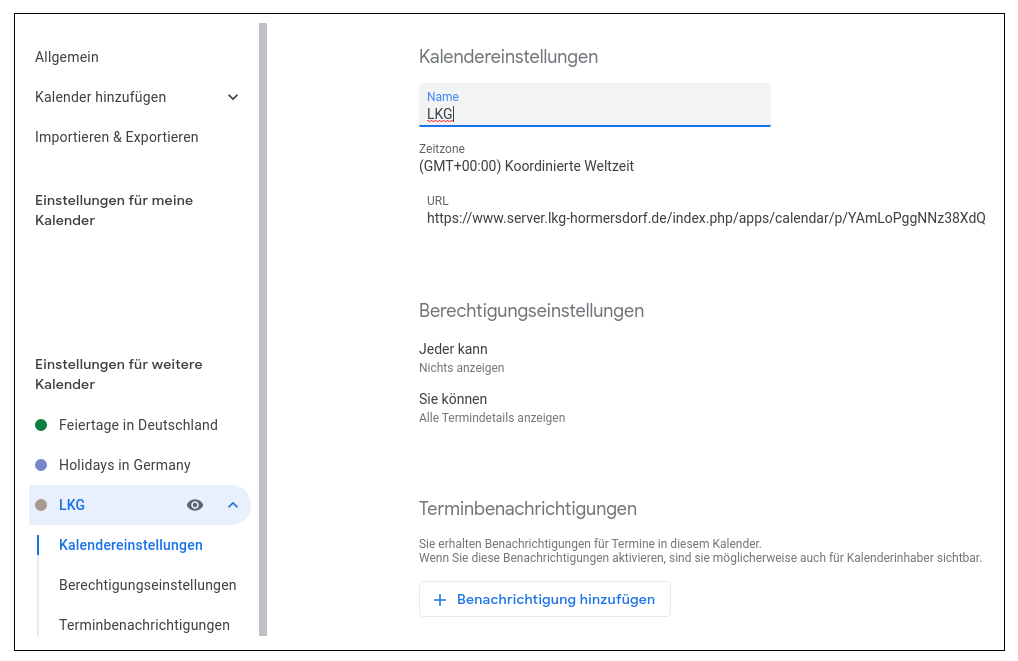 Allgemein
Kalender hinzufügen
Importieren & Exportieren
Einstellungen für meine
Kalender
Einstellungen für weitere
Kalender
Feiertage in Deutschland
Holidays in Germany
LKG
Kalendereinstellungen
Berechtigungseinstellungen
Terminbenachrichtigungen
Kalendereinstellungen
Name
LKG
Zeitzone
(GMT+00:00) Koordinierte Weltzeit
URL
https://www.server.lkg-hormersdorf.de/index.php/apps/calendar/p/YAmLoPggNNz38XdQ
Berechtigungseinstellungen
Jeder kann
Nichts anzeigen
Sie können
Alle Termindetails anzeigen
Terminbenachrichtigungen
Sie erhalten Benachrichtigungen für Termine in diesem Kalender.
Wenn Sie diese Benachrichtigungen aktivieren, sind sie möglicherweise auch für Kalenderinhaber sichtbar.
Benachrichtigung hinzufügen